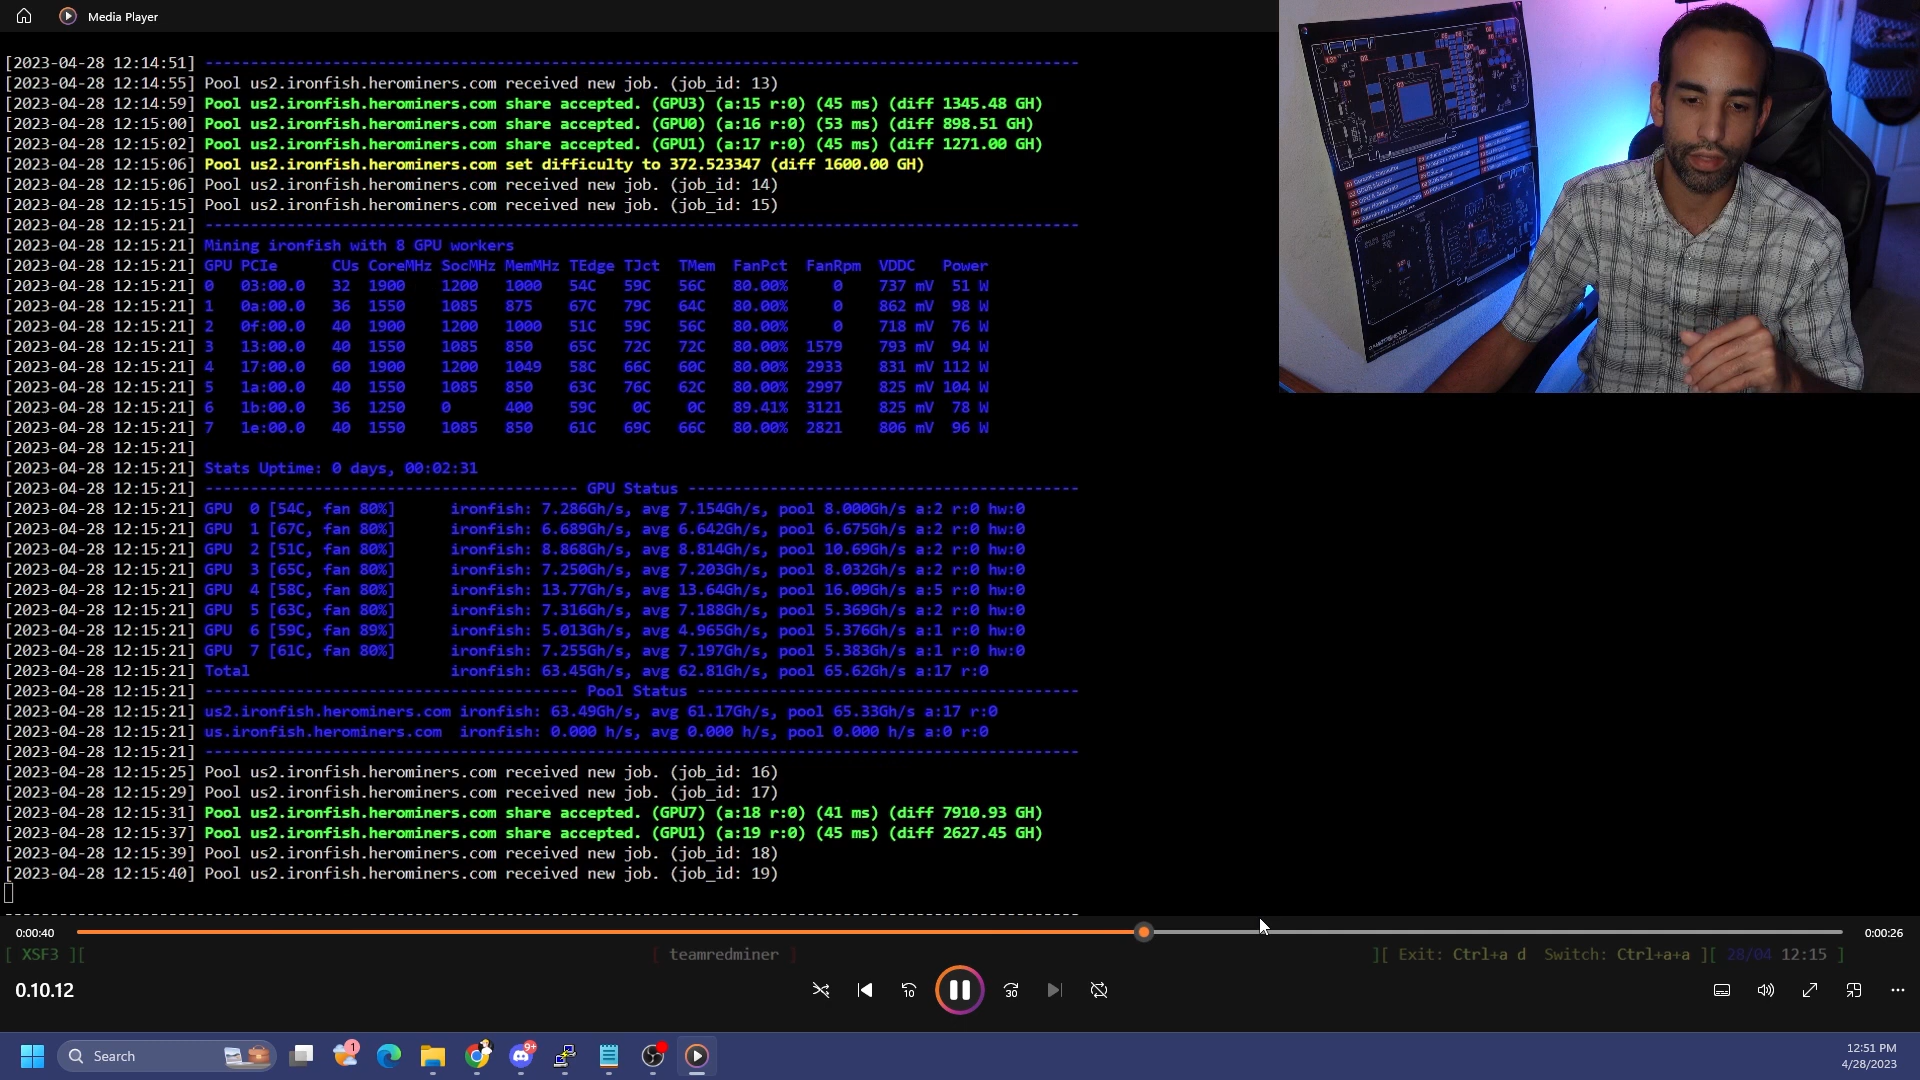 Media Player
[2023-04-28 12:14:51] ------------------------------------------------------------------------------------------------
[2023-04-28 12:14:55] Pool us2.ironfish.herominers.com received new job. (job_id: 13)
[2023-04-28 12:14:59] Pool us2.ironfish.herominers.com share accepted. (GPU3) (a:15 r:0) (45 ms) (diff 1345.48 GH)
[2023-04-28 12:15:00] Pool us2.ironfish.herominers.com share accepted. (GPU0) (a:16 r:0) (53 ms) (diff 898.51 GH)
[2023-04-28 12:15:02] Pool us2.ironfish.herominers.com share accepted. (GPU1) (a:17 r:0) (45 ms) (diff 1271.00 GH)
[2023-04-28 12:15:06] Pool us2.ironfish.herominers.com set difficulty to 372.523347 (diff 1600.00 GH)
[2023-04-28 12:15:06] Pool us2.ironfish.herominers.com received new job. (job_id: 14)
[2023-04-28 12:15:15] Pool us2.ironfish.herominers.com received new job. (job_id: 15)
[2023-04-28 12:15:21] ------------------------------------------------------------------------------------------------
[2023-04-28 12:15:21] Mining ironfish with 8 GPU workers
[2023-04-28 12:15:21] GPU PCIe CUs CoreMHz SocMHz MemMHz TEdge TJct TMem FanPct FanRpm VDDC Power
[2023-04-28 12:15:21] 0 03:00.0 32 1900 1200 1000 54C 59C 56C 80.00% 0 737 mV 51 W
[2023-04-28 12:15:21] 1 0a:00.0 36 1550 1085 875 67C 79C 64C 80.00% 0 862 mV 98 W
[2023-04-28 12:15:21] 2 0f:00.0 40 1900 1200 1000 51C 59C 56C 80.00% 0 718 mV 76 W
[2023-04-28 12:15:21] 3 13:00.0 40 1550 1085 850 65C 72C 72C 80.00% 1579 793 mV 94 W
[2023-04-28 12:15:21] 4 17:00.0 60 1900 1200 1049 58C 66C 60C 80.00% 2933 831 mV 112 W
[2023-04-28 12:15:21] 5 1a:00.0 40 1550 1085 850 63C 76C 62C 80.00% 2997 825 mV 104 W
[2023-04-28 12:15:21] 6 1b:00.0 36 1250 0 400 59C 0C 0C 89.41% 3121 825 mV 78 W
[2023-04-28 12:15:21] 7 1e:00.0 40 1550 1085 850 61C 69C 66C 80.00% 2821 806 mV 96 W
[2023-04-28 12:15:21]
[2023-04-28 12:15:21] Stats Uptime: 0 days, 00:02:31
[2023-04-28 12:15:21] ----------------------------------------- GPU Status -------------------------------------------
[2023-04-28 12:15:21] GPU 0 [54C, fan 80%] ironfish: 7.286Gh/s, avg 7.154Gh/s, pool 8.000Gh/s a:2 r:0 hw:0
[2023-04-28 12:15:21] GPU 1 [67C, fan 80%] ironfish: 6.689Gh/s, avg 6.642Gh/s, pool 6.675Gh/s a:2 r:0 hw:0
[2023-04-28 12:15:21] GPU 2 [51C, fan 80%] ironfish: 8.868Gh/s, avg 8.814Gh/s, pool 10.69Gh/s a:2 r:0 hw:0
[2023-04-28 12:15:21] GPU 3 [65C, fan 80%] ironfish: 7.250Gh/s, avg 7.203Gh/s, pool 8.032Gh/s a:2 r:0 hw:0
[2023-04-28 12:15:21] GPU 4 [58C, fan 80%] ironfish: 13.77Gh/s, avg 13.64Gh/s, pool 16.09Gh/s a:5 r:0 hw:0
[2023-04-28 12:15:21] GPU 5 [63C, fan 80%] ironfish: 7.316Gh/s, avg 7.188Gh/s, pool 5.369Gh/s a:2 r:0 hw:0
[2023-04-28 12:15:21] GPU 6 [59C, fan 89%] ironfish: 5.013Gh/s, avg 4.965Gh/s, pool 5.376Gh/s a:1 r:0 hw:0
[2023-04-28 12:15:21] GPU 7 [61C, fan 80%] ironfish: 7.255Gh/s, avg 7.197Gh/s, pool 5.383Gh/s a:1 r:0 hw:0
[2023-04-28 12:15:21] Total ironfish: 63.45Gh/s, avg 62.81Gh/s, pool 65.62Gh/s a:17 r:0
[2023-04-28 12:15:21] ----------------------------------------- Pool Status ------------------------------------------
[2023-04-28 12:15:21] us2.ironfish.herominers.com ironfish: 63.49Gh/s, avg 61.17Gh/s, pool 65.33Gh/s a:17 r:0
[2023-04-28 12:15:21] us.ironfish.herominers.com ironfish: 0.000 h/s, avg 0.000 h/s, pool 0.000 h/s a:0 r:0
[2023-04-28 12:15:21] ------------------------------------------------------------------------------------------------
[2023-04-28 12:15:25] Pool us2.ironfish.herominers.com received new job. (job_id: 16)
[2023-04-28 12:15:29] Pool us2.ironfish.herominers.com received new job. (job_id: 17)
[2023-04-28 12:15:31] Pool us2.ironfish.herominers.com share accepted. (GPU7) (a:18 r:0) (41 ms) (diff 7910.93 GH)
[2023-04-28 12:15:37] Pool us2.ironfish.herominers.com share accepted. (GPU1) (a:19 r:0) (45 ms) (diff 2627.45 GH)
[2023-04-28 12:15:39] Pool us2.ironfish.herominers.com received new job. (job_id: 18)
[2023-04-28 12:15:40] Pool us2.ironfish.herominers.com received new job. (job_id: 19)
0:00:40
0:00:26
[ XSF3 ][ [ teamredminer ] ][ Exit: Ctrl+a d Switch: Ctrl+a+a ][ 28/04 12:15 ]
0.10.12
10
30
Search
1
9+
12:51 PM
4/28/2023